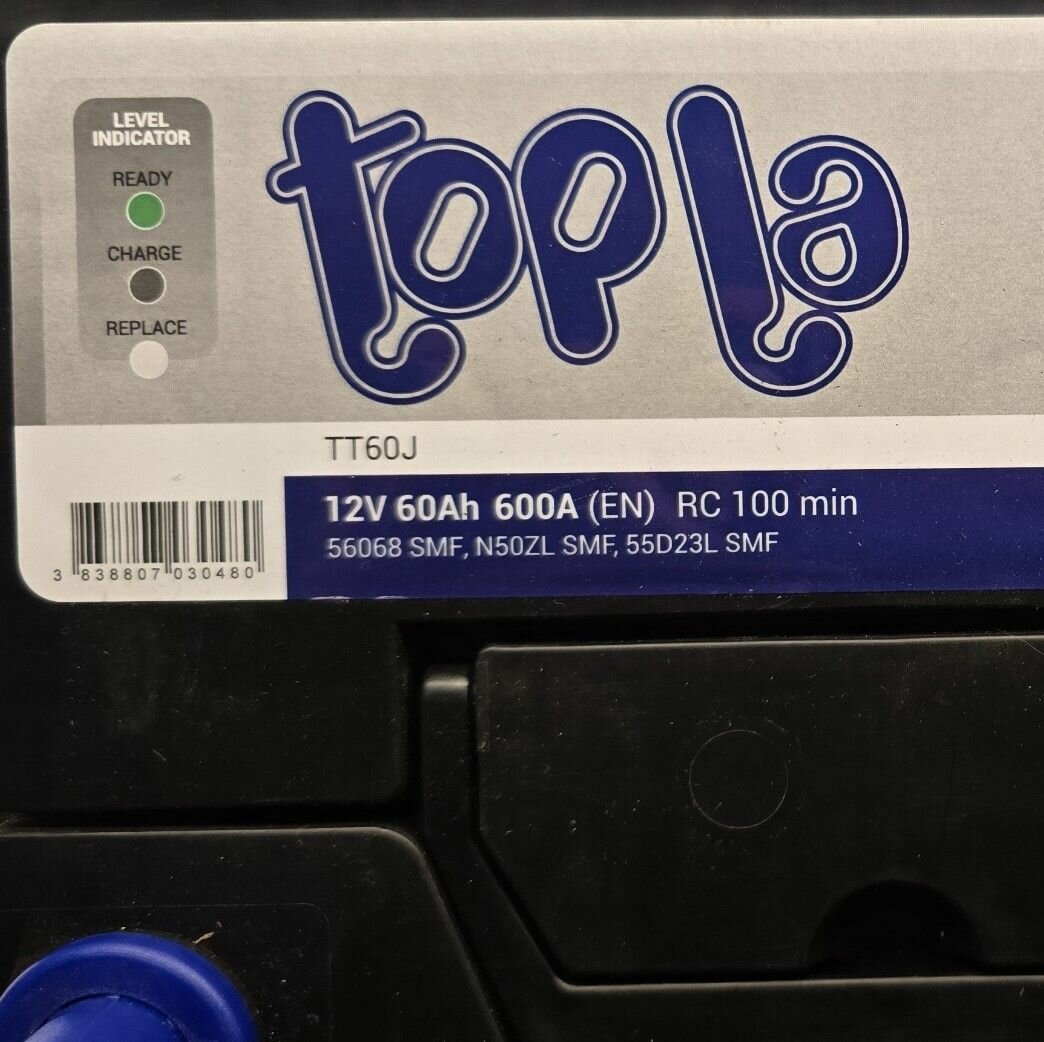 LEVEL
INDICATOR
READY
CHARGE
REPLACE
topla
TT60J
12V 60Ah 600A (EN) RC 100 min
56068 SMF, N50ZL SMF, 55D23L SMF
3 838807 030480